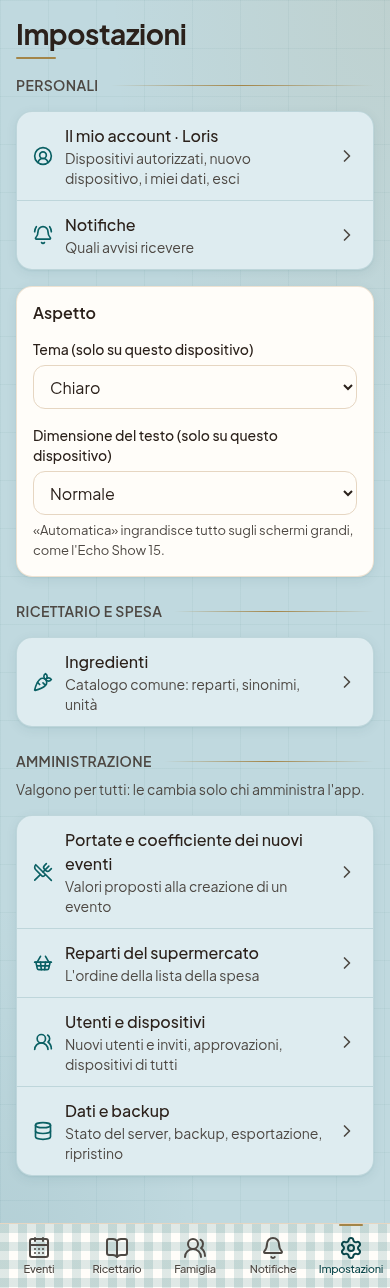 Impostazioni
PERSONALI
Il mio account · Loris
Dispositivi autorizzati, nuovo
dispositivo, i miei dati, esci
Notifiche
Quali avvisi ricevere
Aspetto
Tema (solo su questo dispositivo)
Chiaro
Dimensione del testo (solo su questo
dispositivo)
Normale
«Automatica» ingrandisce tutto sugli schermi grandi,
come l'Echo Show 15.
RICETTARIO E SPESA
Ingredienti
Catalogo comune: reparti, sinonimi,
unità
AMMINISTRAZIONE
Valgono per tutti: le cambia solo chi amministra l'app.
Portate e coefficiente dei nuovi
eventi
Valori proposti alla creazione di un
evento
Reparti del supermercato
L'ordine della lista della spesa
Utenti e dispositivi
Nuovi utenti e inviti, approvazioni,
dispositivi di tutti
Dati e backup
Stato del server, backup, esportazione,
ripristino
Eventi
Ricettario
Famiglia
Notifiche
Impostazioni